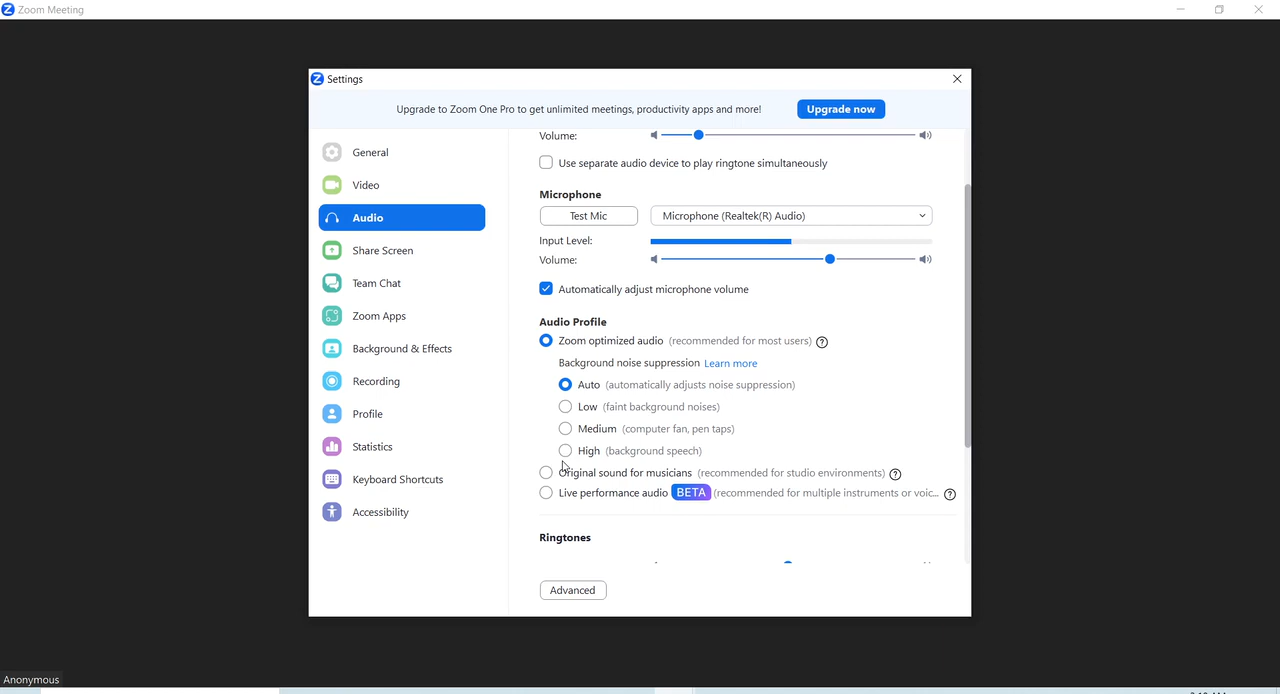 Zoom Meeting
Settings
Upgrade to Zoom One Pro to get unlimited meetings, productivity apps and more! Upgrade now
General
Video
Audio
Share Screen
Team Chat
Zoom Apps
Background & Effects
Recording
Profile
Statistics
Keyboard Shortcuts
Accessibility
Volume:
Use separate audio device to play ringtone simultaneously
Microphone
Test Mic Microphone (Realtek(R) Audio)
Input Level:
Volume:
Automatically adjust microphone volume
Audio Profile
Zoom optimized audio (recommended for most users) ?
Background noise suppression Learn more
Auto (automatically adjusts noise suppression)
Low (faint background noises)
Medium (computer fan, pen taps)
High (background speech)
Original sound for musicians (recommended for studio environments) ?
Live performance audio BETA (recommended for multiple instruments or voic... ?
Ringtones
Advanced
Anonymous